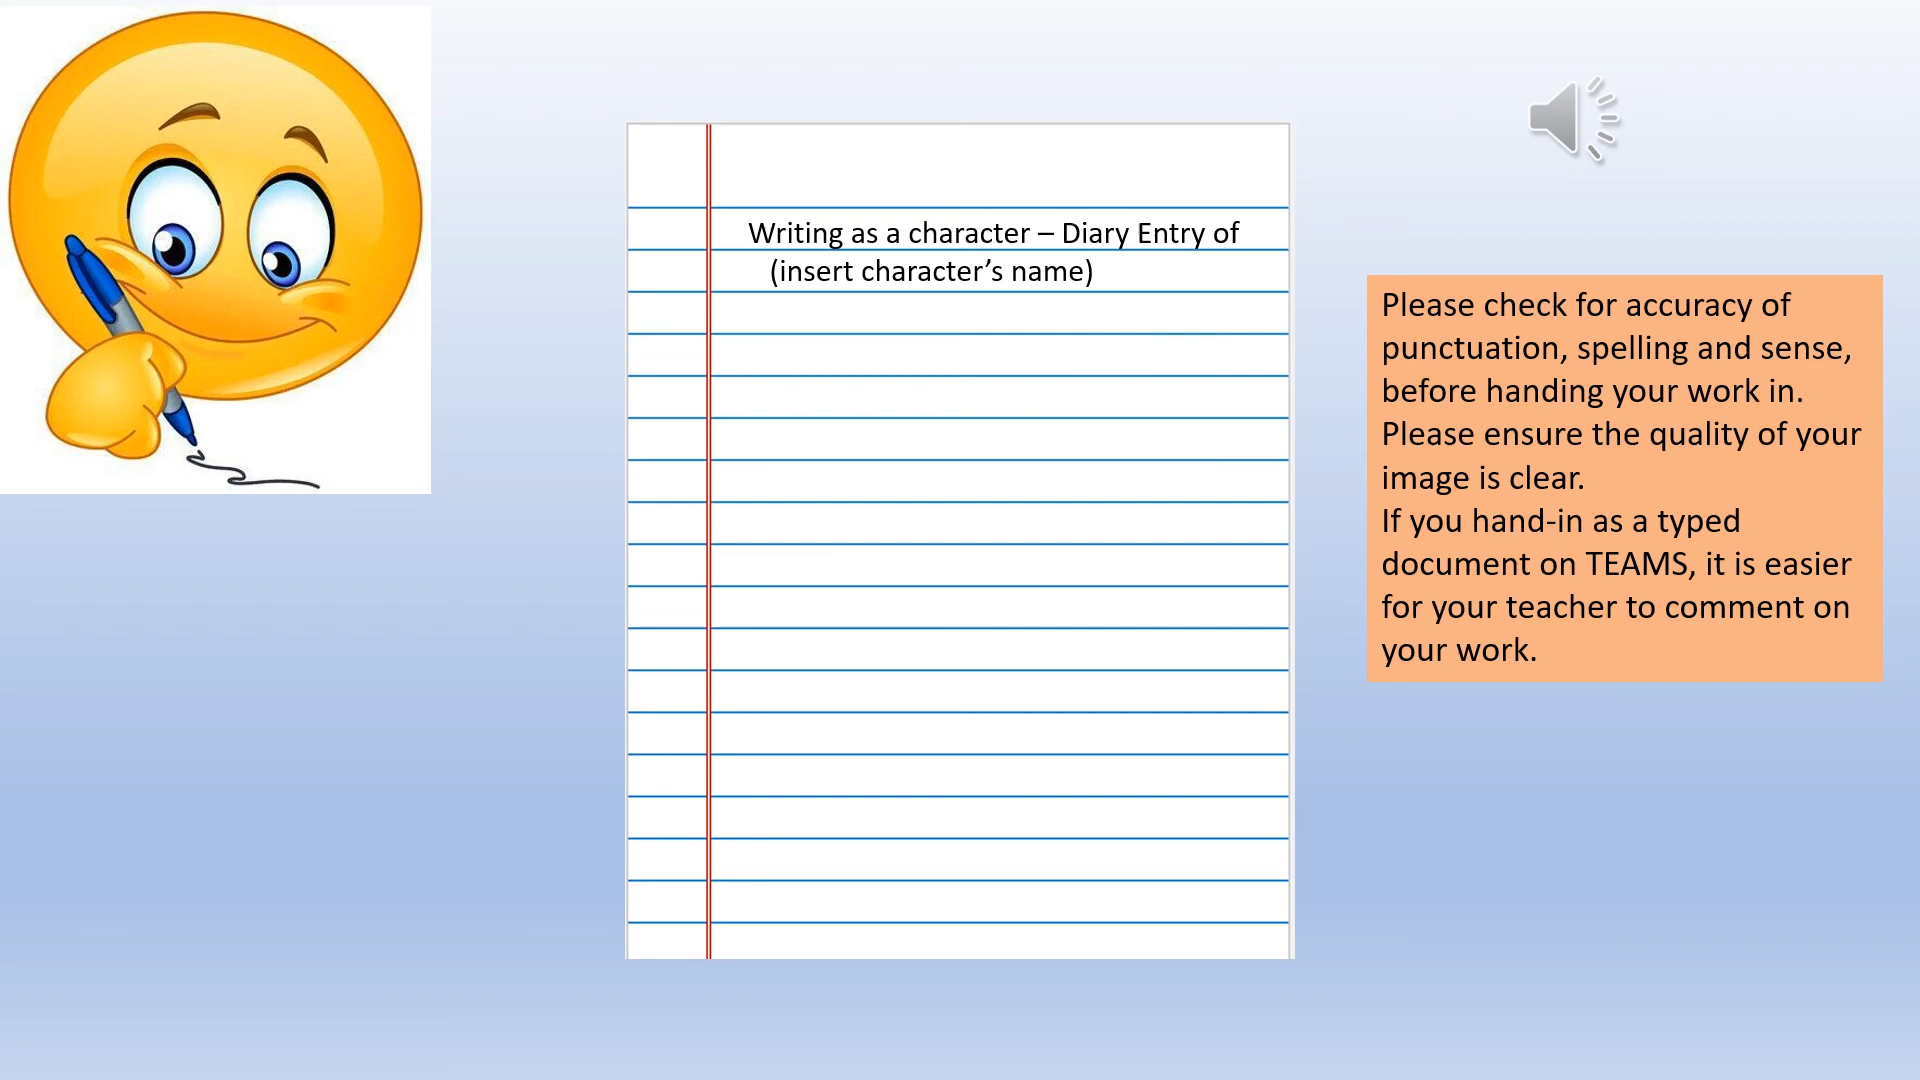 Writing as a character – Diary Entry of
(insert character’s name)
Please check for accuracy of
punctuation, spelling and sense,
before handing your work in.
Please ensure the quality of your
image is clear.
If you hand-in as a typed
document on TEAMS, it is easier
for your teacher to comment on
your work.